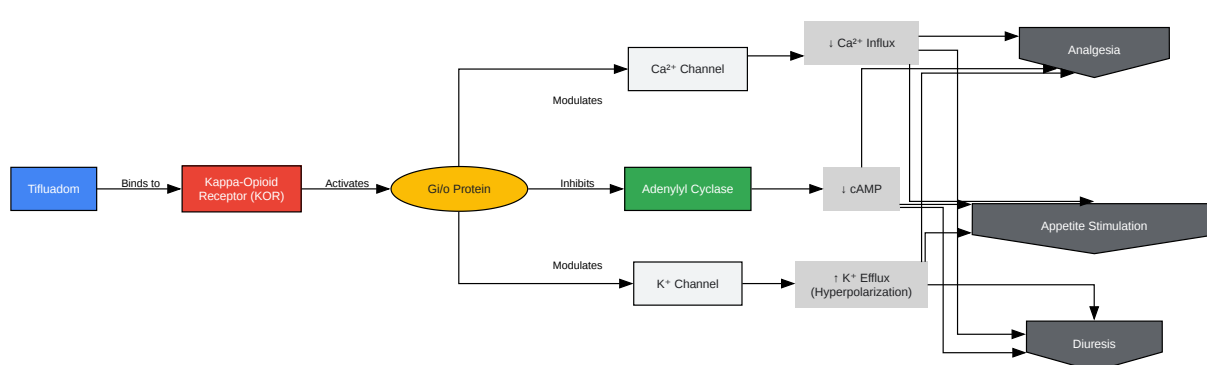 Tifluadom
Binds to
Kappa-Opioid
Receptor (KOR)
Activates
Gi/o Protein
Modulates
Ca²⁺ Channel
↓ Ca²⁺ Influx
Inhibits
Adenylyl Cyclase
↓ cAMP
Modulates
K⁺ Channel
↑ K⁺ Efflux
(Hyperpolarization)
Analgesia
Appetite Stimulation
Diuresis